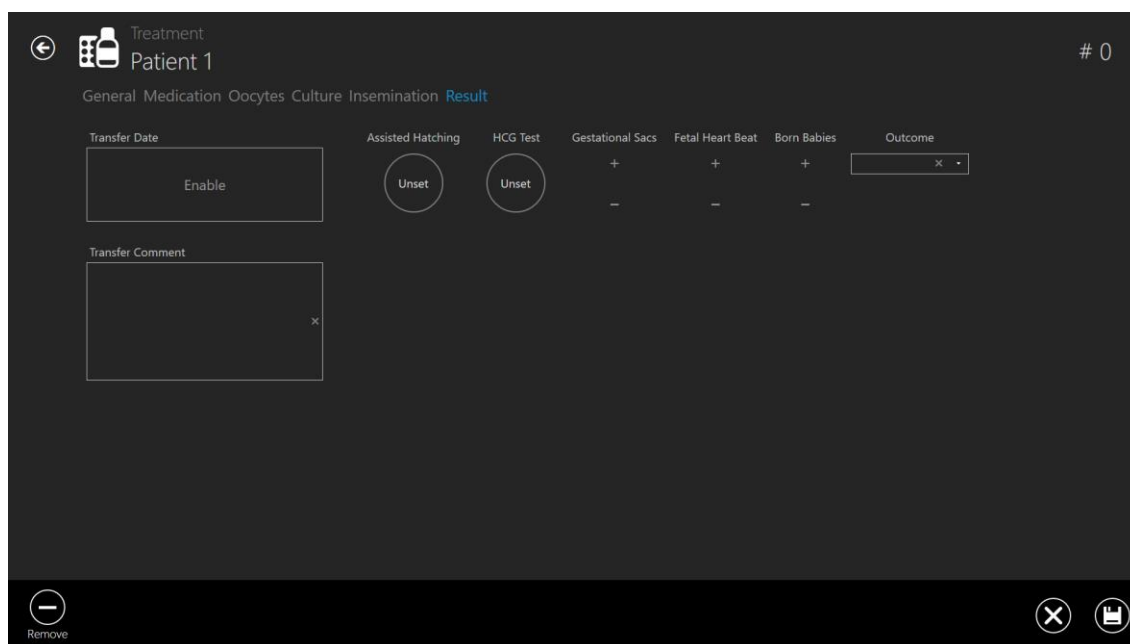 Treatment
Patient 1
# 0
General Medication Oocytes Culture Insemination Result
Transfer Date
Assisted Hatching
HCG Test
Gestational Sacs
Fetal Heart Beat
Born Babies
Outcome
Enable
Unset
Unset
Transfer Comment
Remove